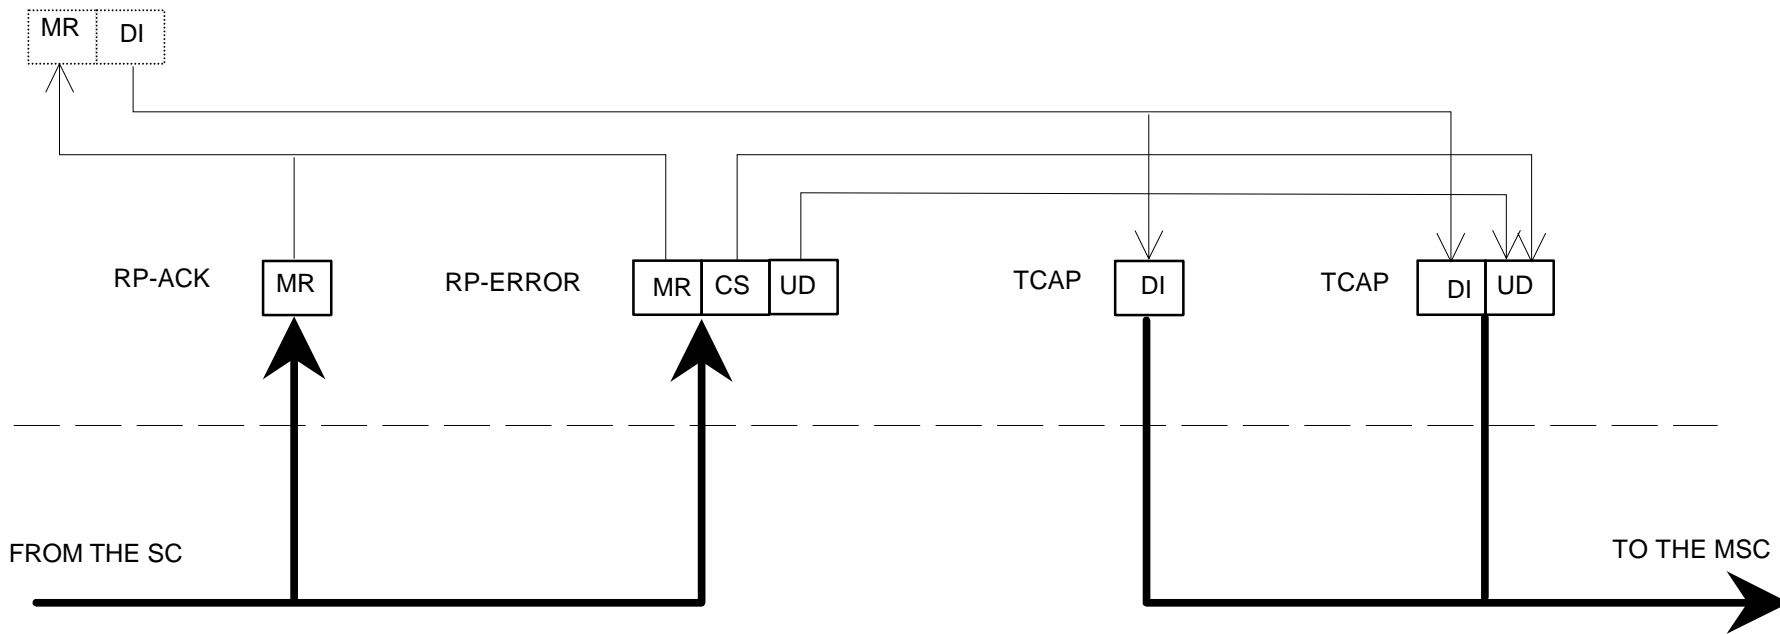 MR DI
RP-ACK MR RP-ERROR MR CS UD TCAP DI TCAP DI UD
FROM THE SC TO THE MSC